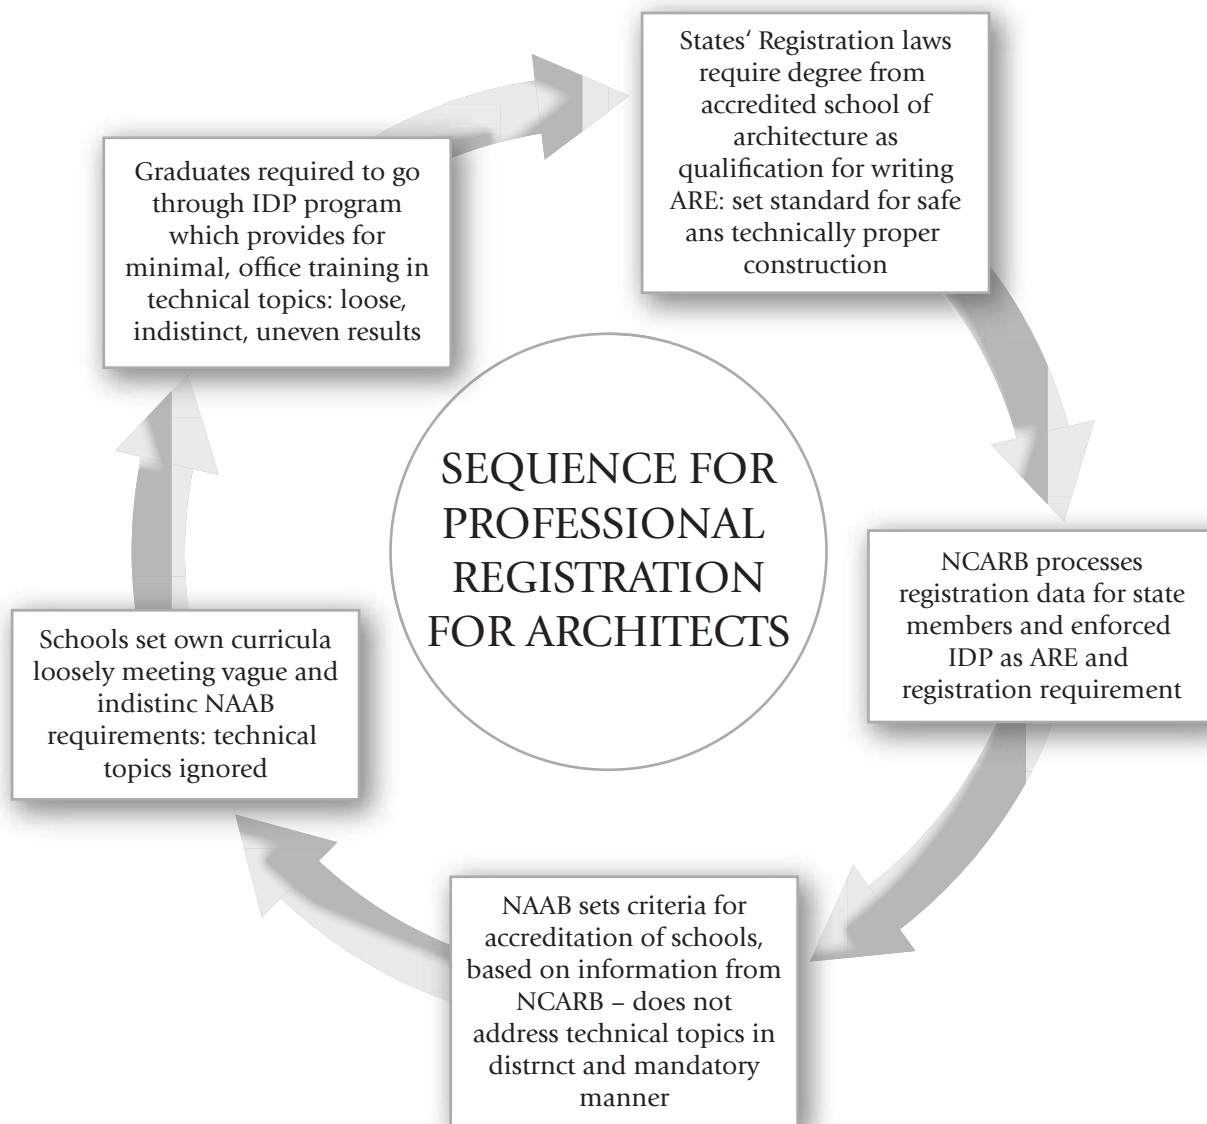 States‘ Registration laws
require degree from
accredited school of
architecture as
qualification for writing
ARE: set standard for safe
ans technically proper
construction
Graduates required to go
through IDP program
which provides for
minimal, office training in
technical topics: loose,
indistinct, uneven results
SEQUENCE FOR
PROFESSIONAL
REGISTRATION
FOR ARCHITECTS
NCARB processes
registration data for state
members and enforced
IDP as ARE and
registration requirement
Schools set own curricula
loosely meeting vague and
indistinc NAAB
requirements: technical
topics ignored
NAAB sets criteria for
accreditation of schools,
based on information from
NCARB – does not
address technical topics in
distrnct and mandatory
manner